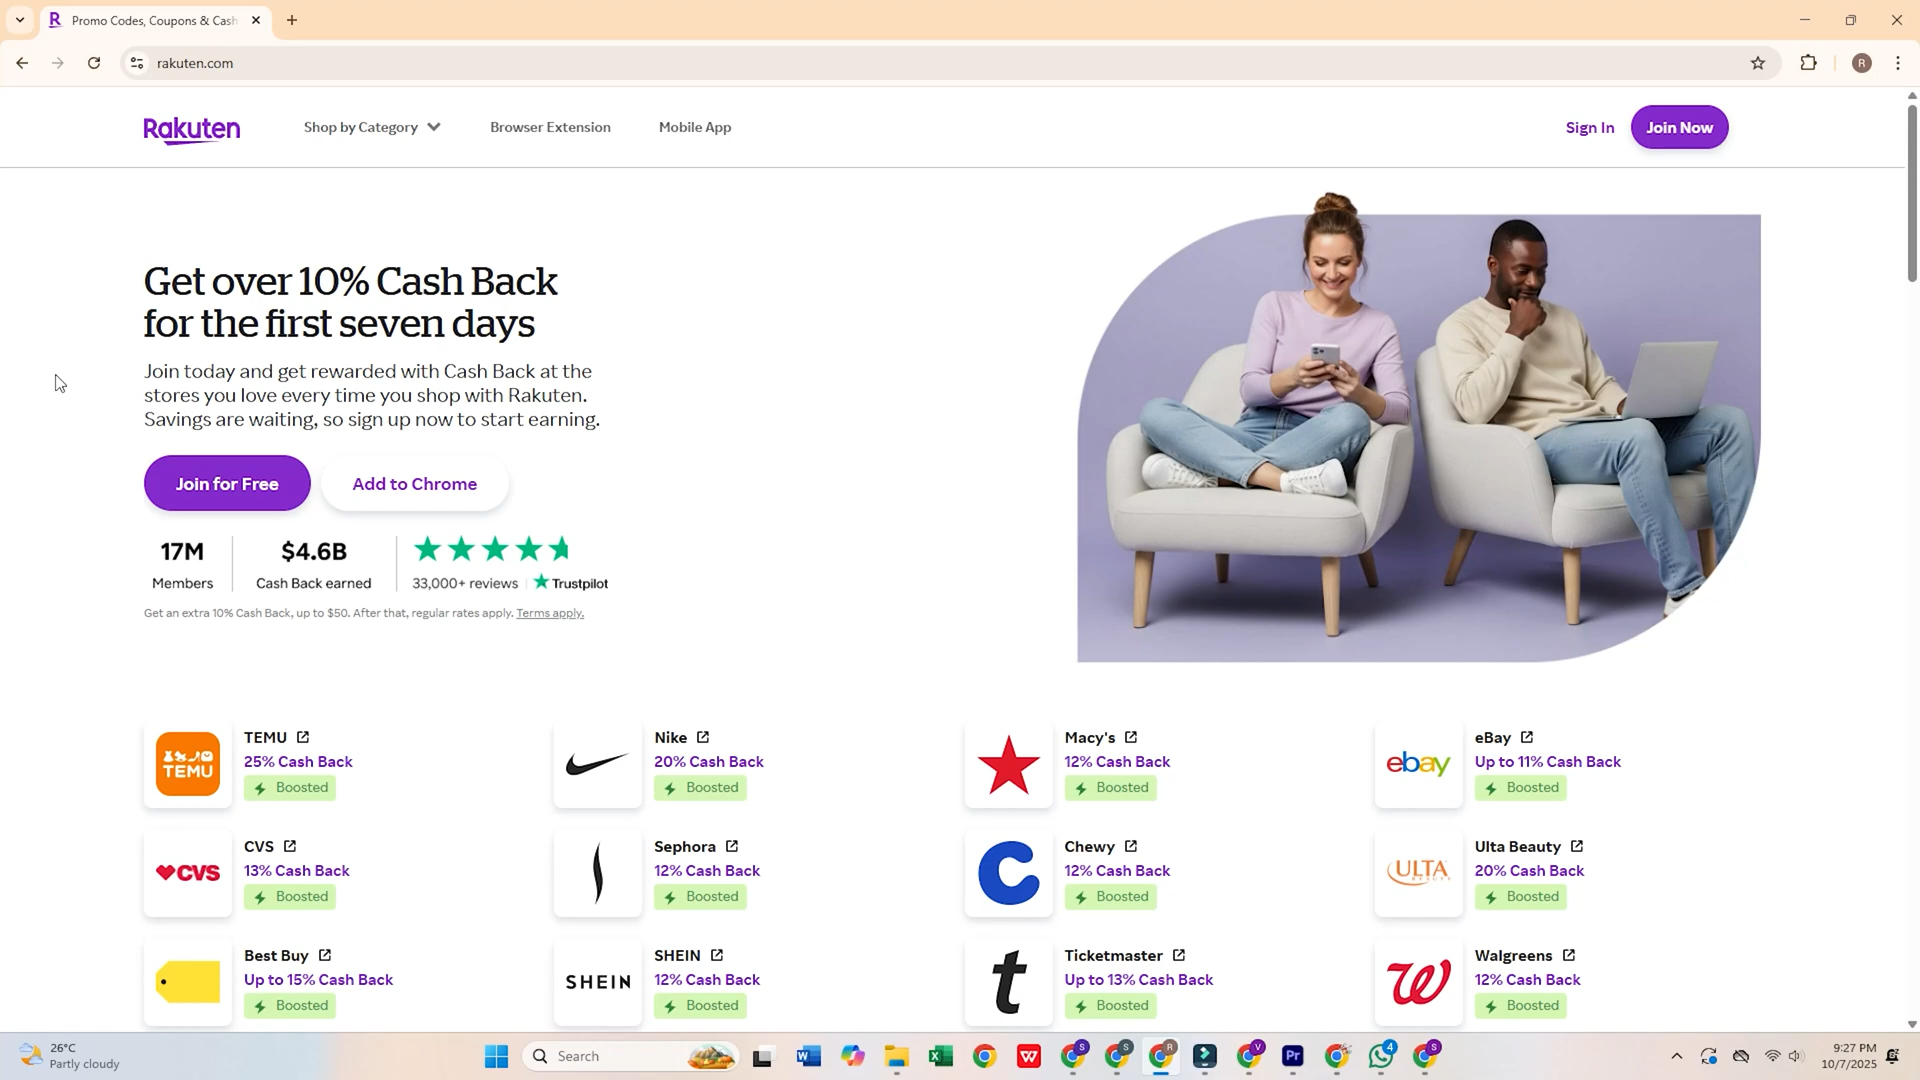 Promo Codes, Coupons & Cash
rakuten.com
R
Rakuten
Shop by Category
Browser Extension
Mobile App
Sign In
Join Now
Get over 10% Cash Back
for the first seven days
Join today and get rewarded with Cash Back at the
stores you love every time you shop with Rakuten.
Savings are waiting, so sign up now to start earning.
Join for Free
Add to Chrome
17M
Members
$4.6B
Cash Back earned
33,000+ reviews
Trustpilot
Get an extra 10% Cash Back, up to $50. After that, regular rates apply. Terms apply.
TEMU
TEMU
25% Cash Back
Boosted
Nike
20% Cash Back
Boosted
Macy's
12% Cash Back
Boosted
ebay
eBay
Up to 11% Cash Back
Boosted
CVS
CVS
13% Cash Back
Boosted
Sephora
12% Cash Back
Boosted
Chewy
12% Cash Back
Boosted
ULTA
Ulta Beauty
20% Cash Back
Boosted
Best Buy
Up to 15% Cash Back
Boosted
SHEIN
SHEIN
12% Cash Back
Boosted
Ticketmaster
Up to 13% Cash Back
Boosted
Walgreens
12% Cash Back
Boosted
26°C
Partly cloudy
Search
9:27 PM
10/7/2025